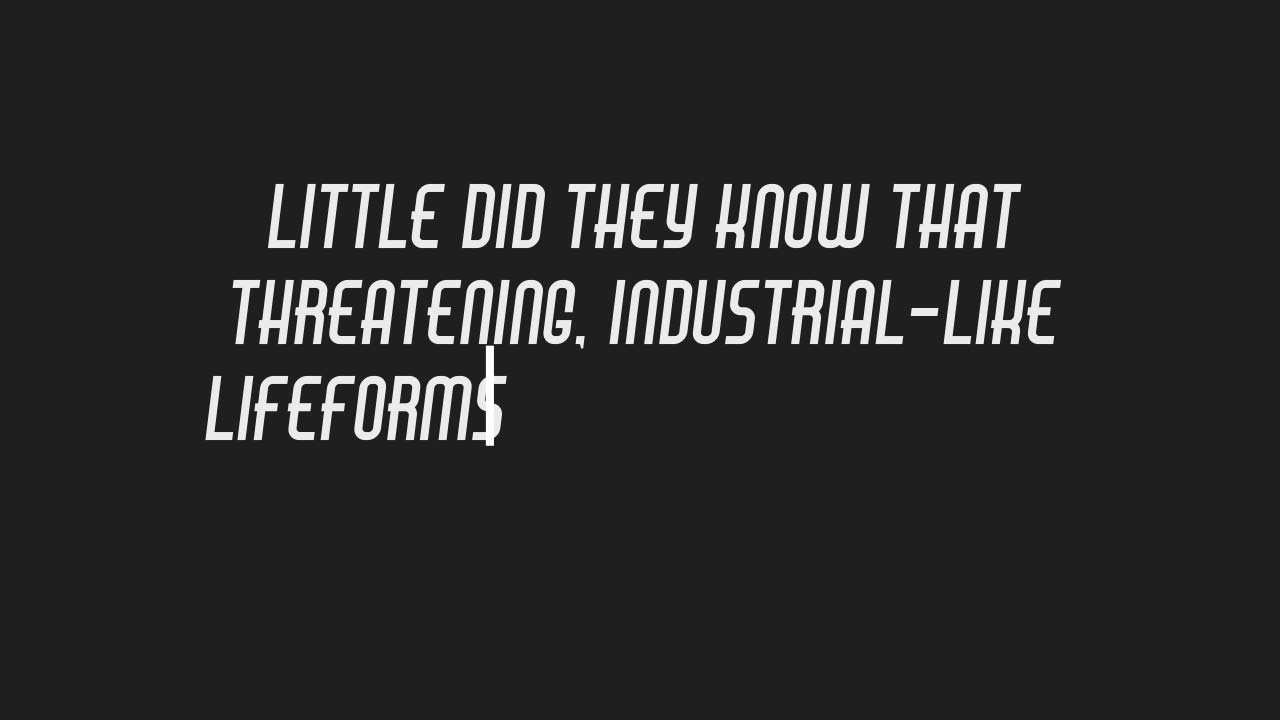 LITTLE DID THEY KNOW THAT
THREATENING, INDUSTRIAL-LIKE
LIFEFORMS